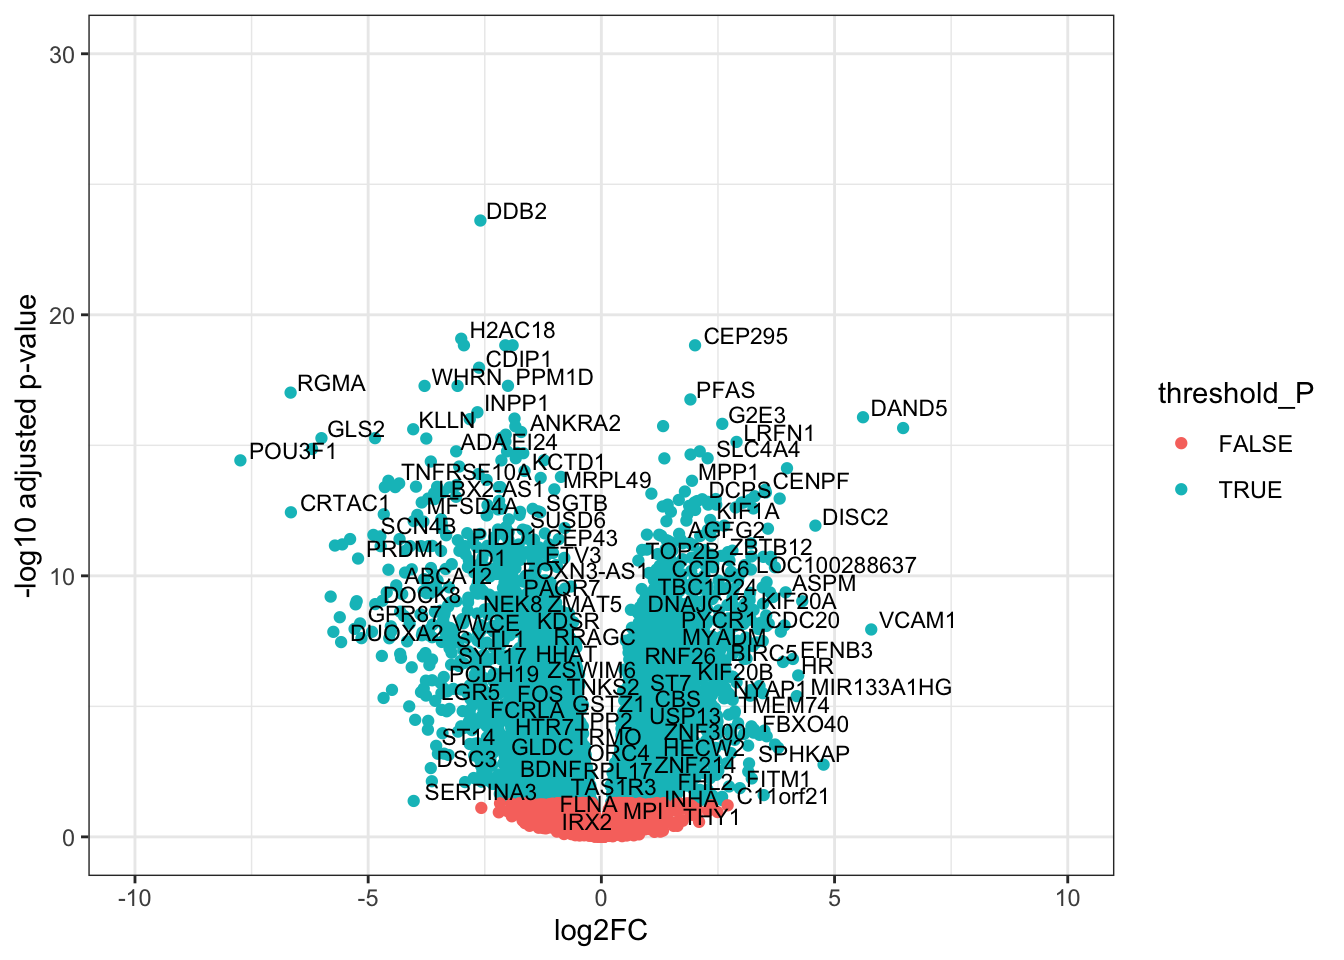 30
DDB2
20
H2AC18
CEP295
CDIP1
WHRN
PPM1D
RGMA
PFAS
INPP1
DAND5
G2E3
KLLN
ANKRA2
GLS2
LRFN1
ADA
EI24
SLC4A4
POU3F1
KCTD1
TNFRSF10A
MPP1
MRPL49
CENPF
LBX2-AS1
DCPS
CRTAC1
MFSD4A
SGTB
KIF1A
DISC2
SUSD6
SCN4B
AGFG2
PIDD1
CEP43
ZBTB12
PRDM1
TOP2B
ID1
ETV3
LOC100288637
CCDC6
FOXN3-AS1
10
ABCA12
ASPM
TBC1D24
PAQR7
DOCK8
KIF20A
NEK8
ZMAT5
DNAJC13
GPR87
VWCE
KDSR
PYCR1
CDC20
VCAM1
DUOXA2
SYTL1
RRAGC
MYADM
SYT17
HHAT
RNF26
BIRC5
EFNB3
HR
PCDH19
ZSWIM6
KIF20B
LGR5
FOS
TNKS2
ST7
NYAP1
MIR133A1HG
FCRLA
GSTZ1
CBS
TMEM74
HTR7
TPP2
USP13
FBXO40
ST14
TRMO
ZNF300
GLDC
ORC4
HECW2
SPHKAP
DSC3
BDNF
RPL17
ZNF214
FITM1
SERPINA3
TAS1R3
FHL2
C11orf21
FLNA
INHA
MPI
THY1
IRX2
0
-10
-5
0
5
10
log2FC
-log10 adjusted p-value
threshold_P
FALSE
TRUE